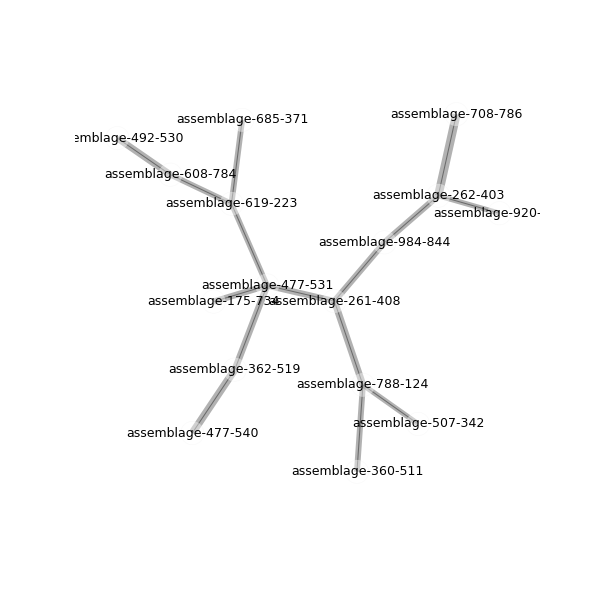 assemblage-708-786
assemblage-685-371
emblage-492-530
assemblage-608-784
assemblage-262-403
assemblage-619-223
assemblage-920-
assemblage-984-844
assemblage-477-531
assemblage-175-734
assemblage-261-408
assemblage-362-519
assemblage-788-124
assemblage-507-342
assemblage-477-540
assemblage-360-511